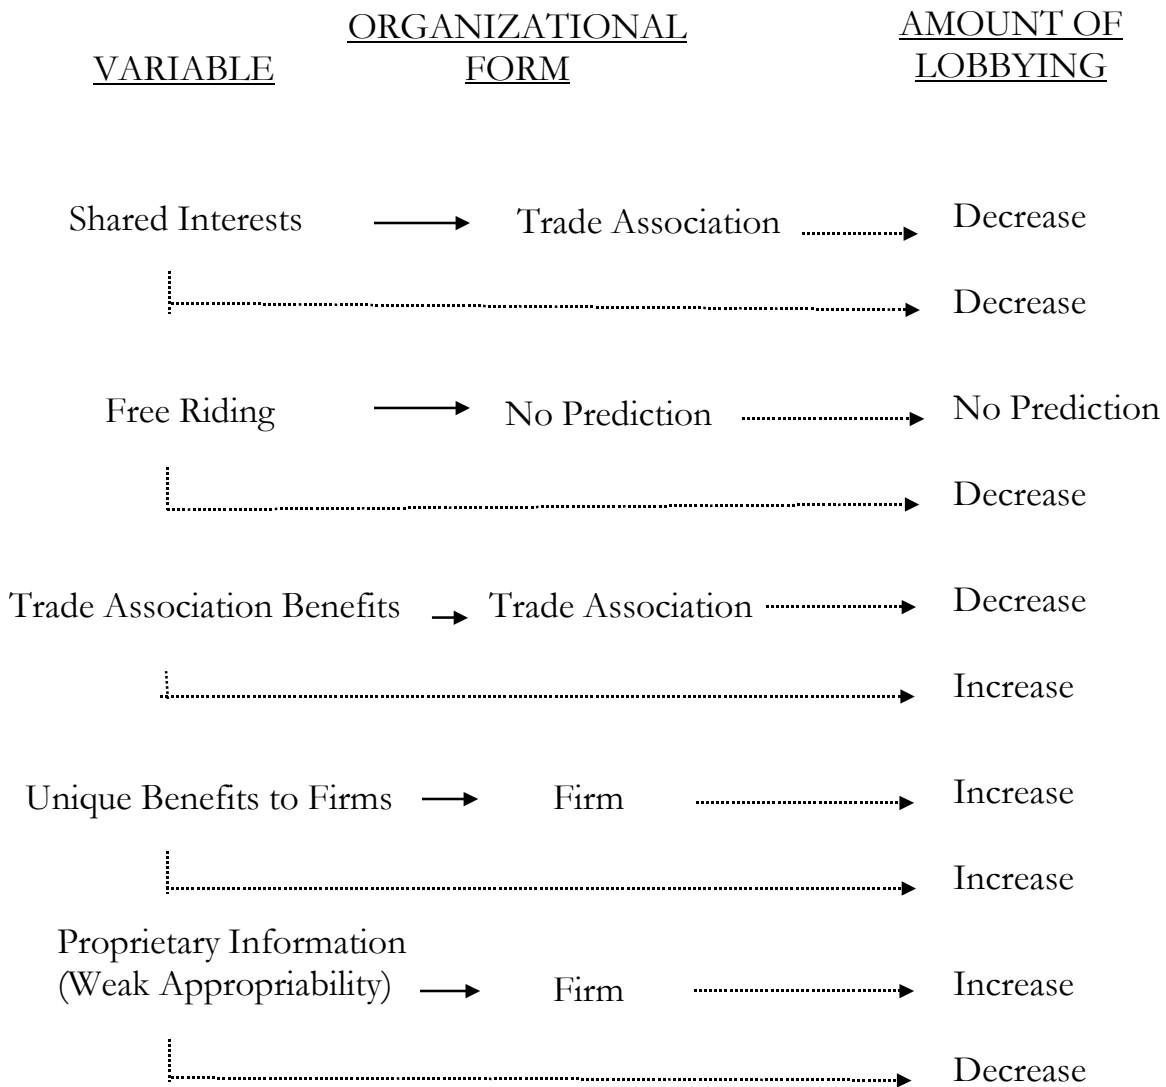 ORGANIZATIONAL
FORM
AMOUNT OF
LOBBYING
VARIABLE
Shared Interests
Trade Association
Decrease
Decrease
Free Riding
No Prediction
No Prediction
Decrease
Trade Association Benefits
Trade Association
Decrease
Increase
Unique Benefits to Firms
Firm
Increase
Increase
Proprietary Information
(Weak Appropriability)
Firm
Increase
Decrease